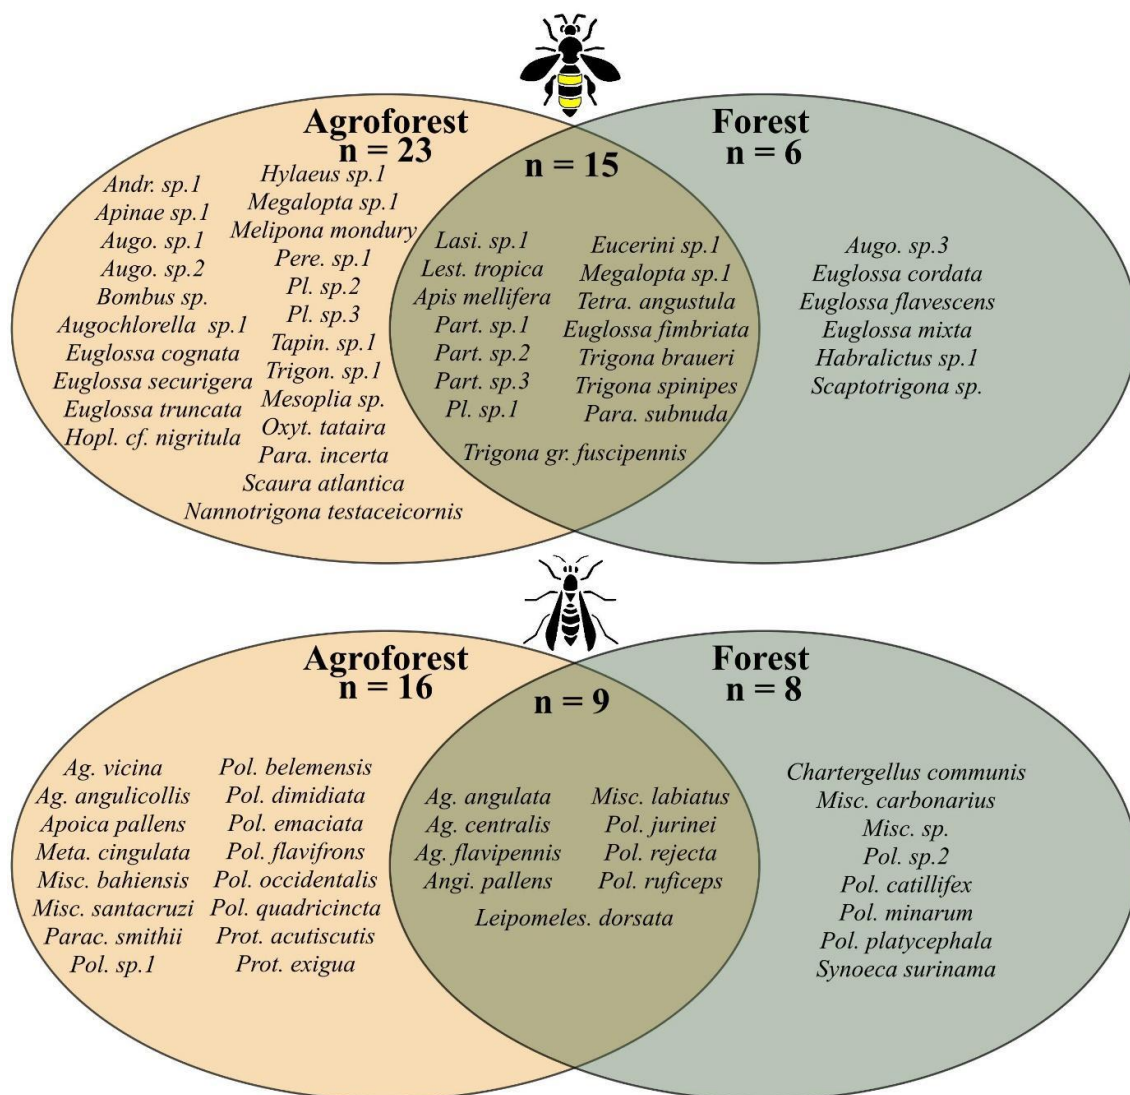 Agroforest
n = 23
Andr. sp.1
Apinae sp.1
Augo. sp.1
Augo. sp.2
Bombus sp.
Augochlorella sp.1
Euglossa cognata
Euglossa securigera
Euglossa truncata
Hopl. cf. nigritula
Hylaeus sp.1
Megalopta sp.1
Melipona mondury
Pere. sp.1
Pl. sp.2
Pl. sp.3
Tapin. sp.1
Trigon. sp.1
Mesoplia sp.
Oxyt. tataira
Para. incerta
Scaura atlantica
Nannotrigona testaceicornis
n = 15
Lasi. sp.1
Lest. tropica
Apis mellifera
Part. sp.1
Part. sp.2
Part. sp.3
Pl. sp.1
Eucerini sp.1
Megalopta sp.1
Tetra. angustula
Euglossa fimbriata
Trigona braueri
Trigona spinipes
Para. subnuda
Trigona gr. fuscipennis
Forest
n = 6
Augo. sp.3
Euglossa cordata
Euglossa flavescens
Euglossa mixta
Habralictus sp.1
Scaptotrigona sp.
Agroforest
n = 16
Ag. vicina
Ag. angulicollis
Apoica pallens
Meta. cingulata
Misc. bahiensis
Misc. santacruzi
Parac. smithii
Pol. sp.1
Pol. belemensis
Pol. dimidiata
Pol. emaciata
Pol. flavifrons
Pol. occidentalis
Pol. quadricincta
Prot. acutiscutis
Prot. exigua
n = 9
Ag. angulata
Ag. centralis
Ag. flavipennis
Angi. pallens
Misc. labiatus
Pol. jurinei
Pol. rejecta
Pol. ruficeps
Leipomeles. dorsata
Forest
n = 8
Chartergellus communis
Misc. carbonarius
Misc. sp.
Pol. sp.2
Pol. catillifex
Pol. minarum
Pol. platycephala
Synoeca surinama